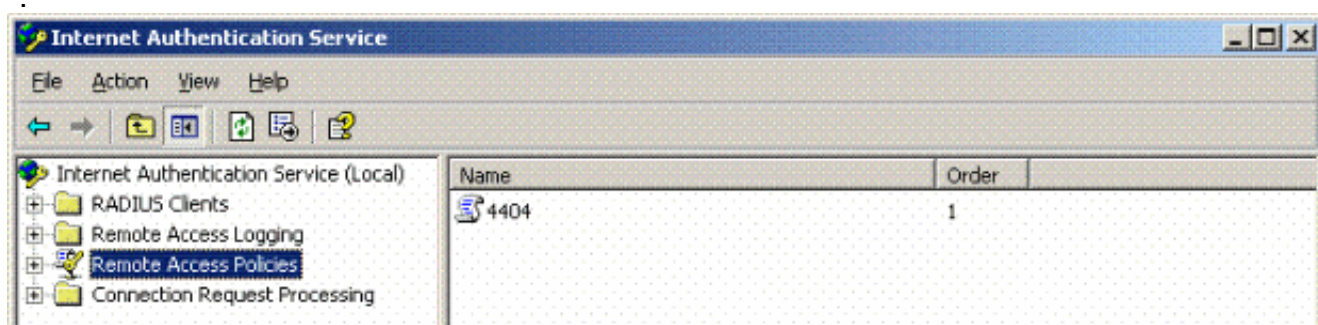 Internet Authentication Service
File Action View Help
Internet Authentication Service (Local)
RADIUS Clients
Remote Access Logging
Remote Access Policies
Connection Request Processing
Name Order
4404 1